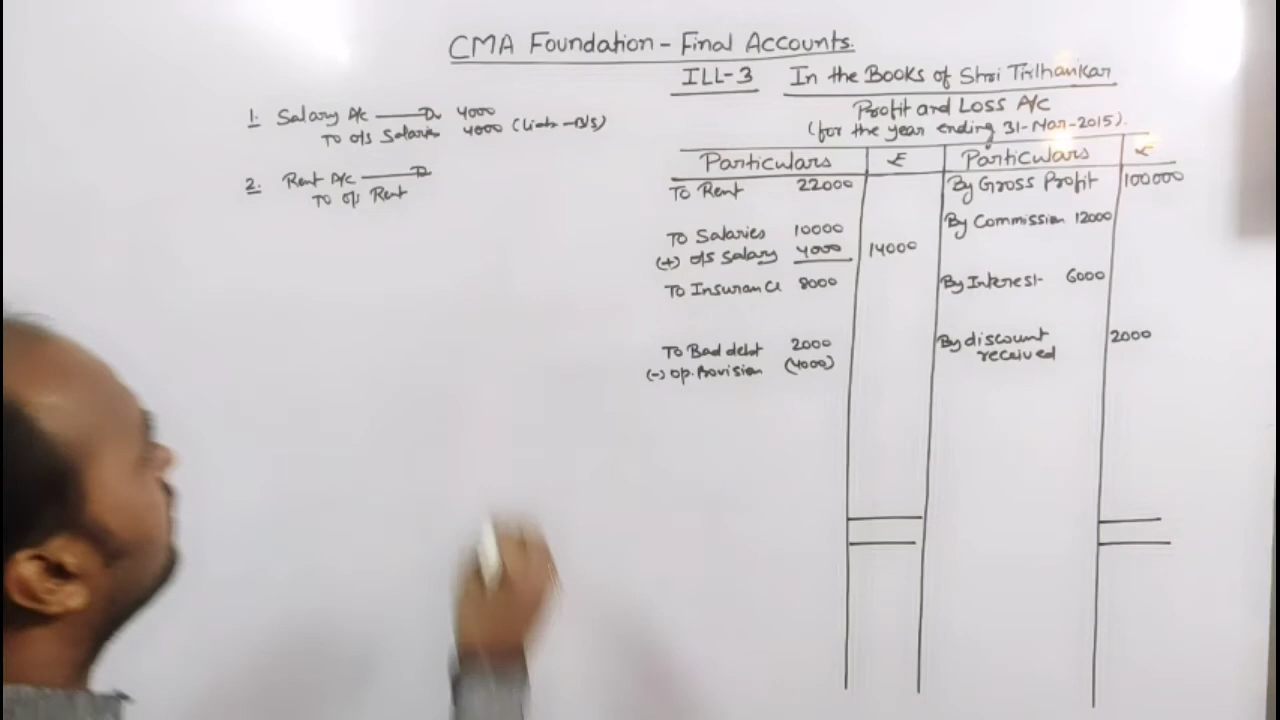 CMA Foundation - Final Accounts.
ILL-3 In the Books of Shri Tirthankar
Profit and Loss A/c
(for the year ending 31-Mar-2015).
1. Salary A/c — Dr 4000
To o/s Salaries 4000 (Liab-B/S)
2. Rent A/c — Dr
To o/s Rent
Particulars ₹ Particulars ₹
To Rent 22000 By Gross Profit 100000
To Salaries 10000 By Commission 12000
(+) o/s Salary 4000 14000
To Insurance 8000 By Interest 6000
To Bad debt 2000 By discount 2000
(-) Op. Provision (4000) received